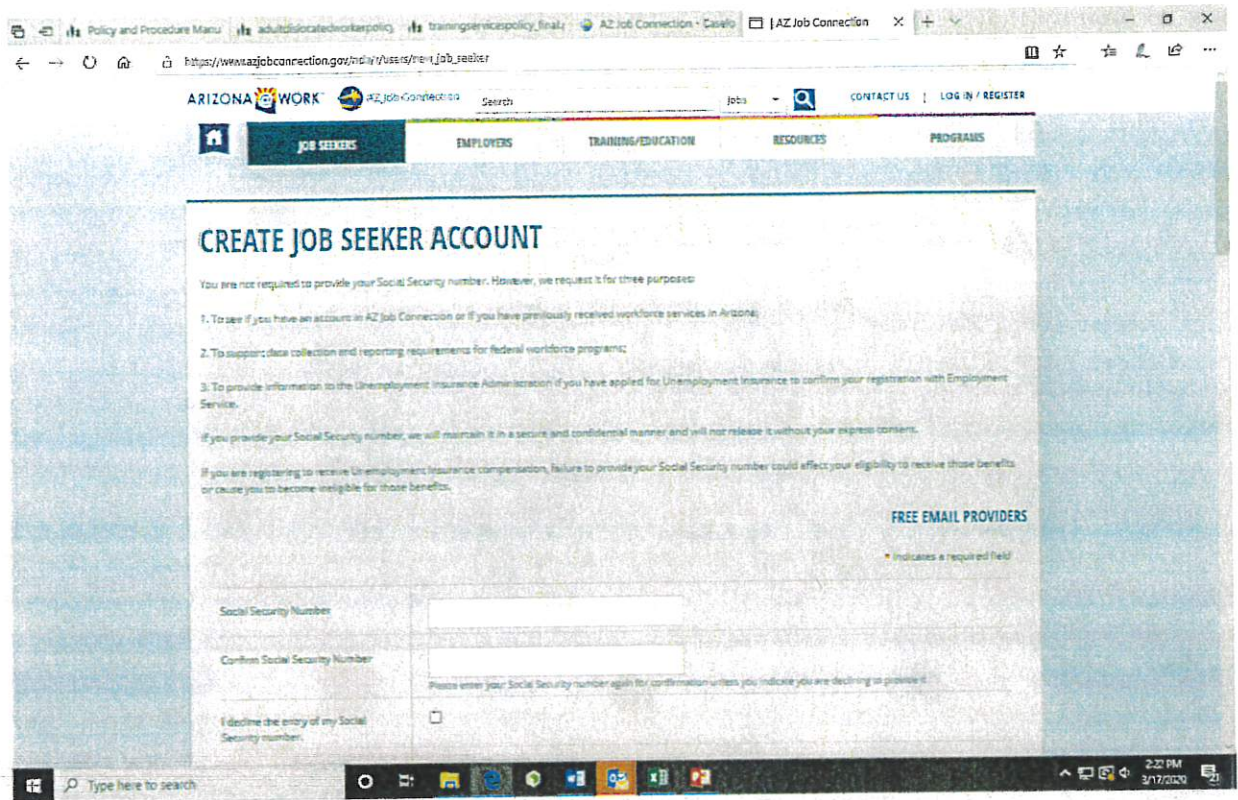 Policy and Procedure Manu
adultdislocatedworkerpolicy
trainingservicespolicy_final
AZ Job Connection - Caselo
| AZ Job Connection
https://www.azjobconnection.gov/
job_seeker
ARIZONA @ WORK™
AZ Job Connection
Search
Jobs
CONTACT US | LOG IN / REGISTER
JOB SEEKERS
EMPLOYERS
TRAINING/EDUCATION
RESOURCES
PROGRAMS
CREATE JOB SEEKER ACCOUNT
You are not required to provide your Social Security number. However, we request it for three purposes:
1. To see if you have an account in AZ Job Connection or if you have previously received workforce services in Arizona;
2. To support data collection and reporting requirements for federal workforce programs;
3. To provide information to the Unemployment Insurance Administration if you have applied for Unemployment Insurance to confirm your registration with Employment
Service.
If you provide your Social Security number, we will maintain it in a secure and confidential manner and will not release it without your express consent.
If you are registering to receive Unemployment Insurance compensation, failure to provide your Social Security number could affect your eligibility to receive those benefits
or cause you to become ineligible for those benefits.
FREE EMAIL PROVIDERS
* Indicates a required field
Social Security Number
Confirm Social Security Number
Please enter your Social Security number again for confirmation unless you indicate you are declining to provide it
I decline the entry of my Social
Security number.
Type here to search
2:22 PM
3/17/2020
21